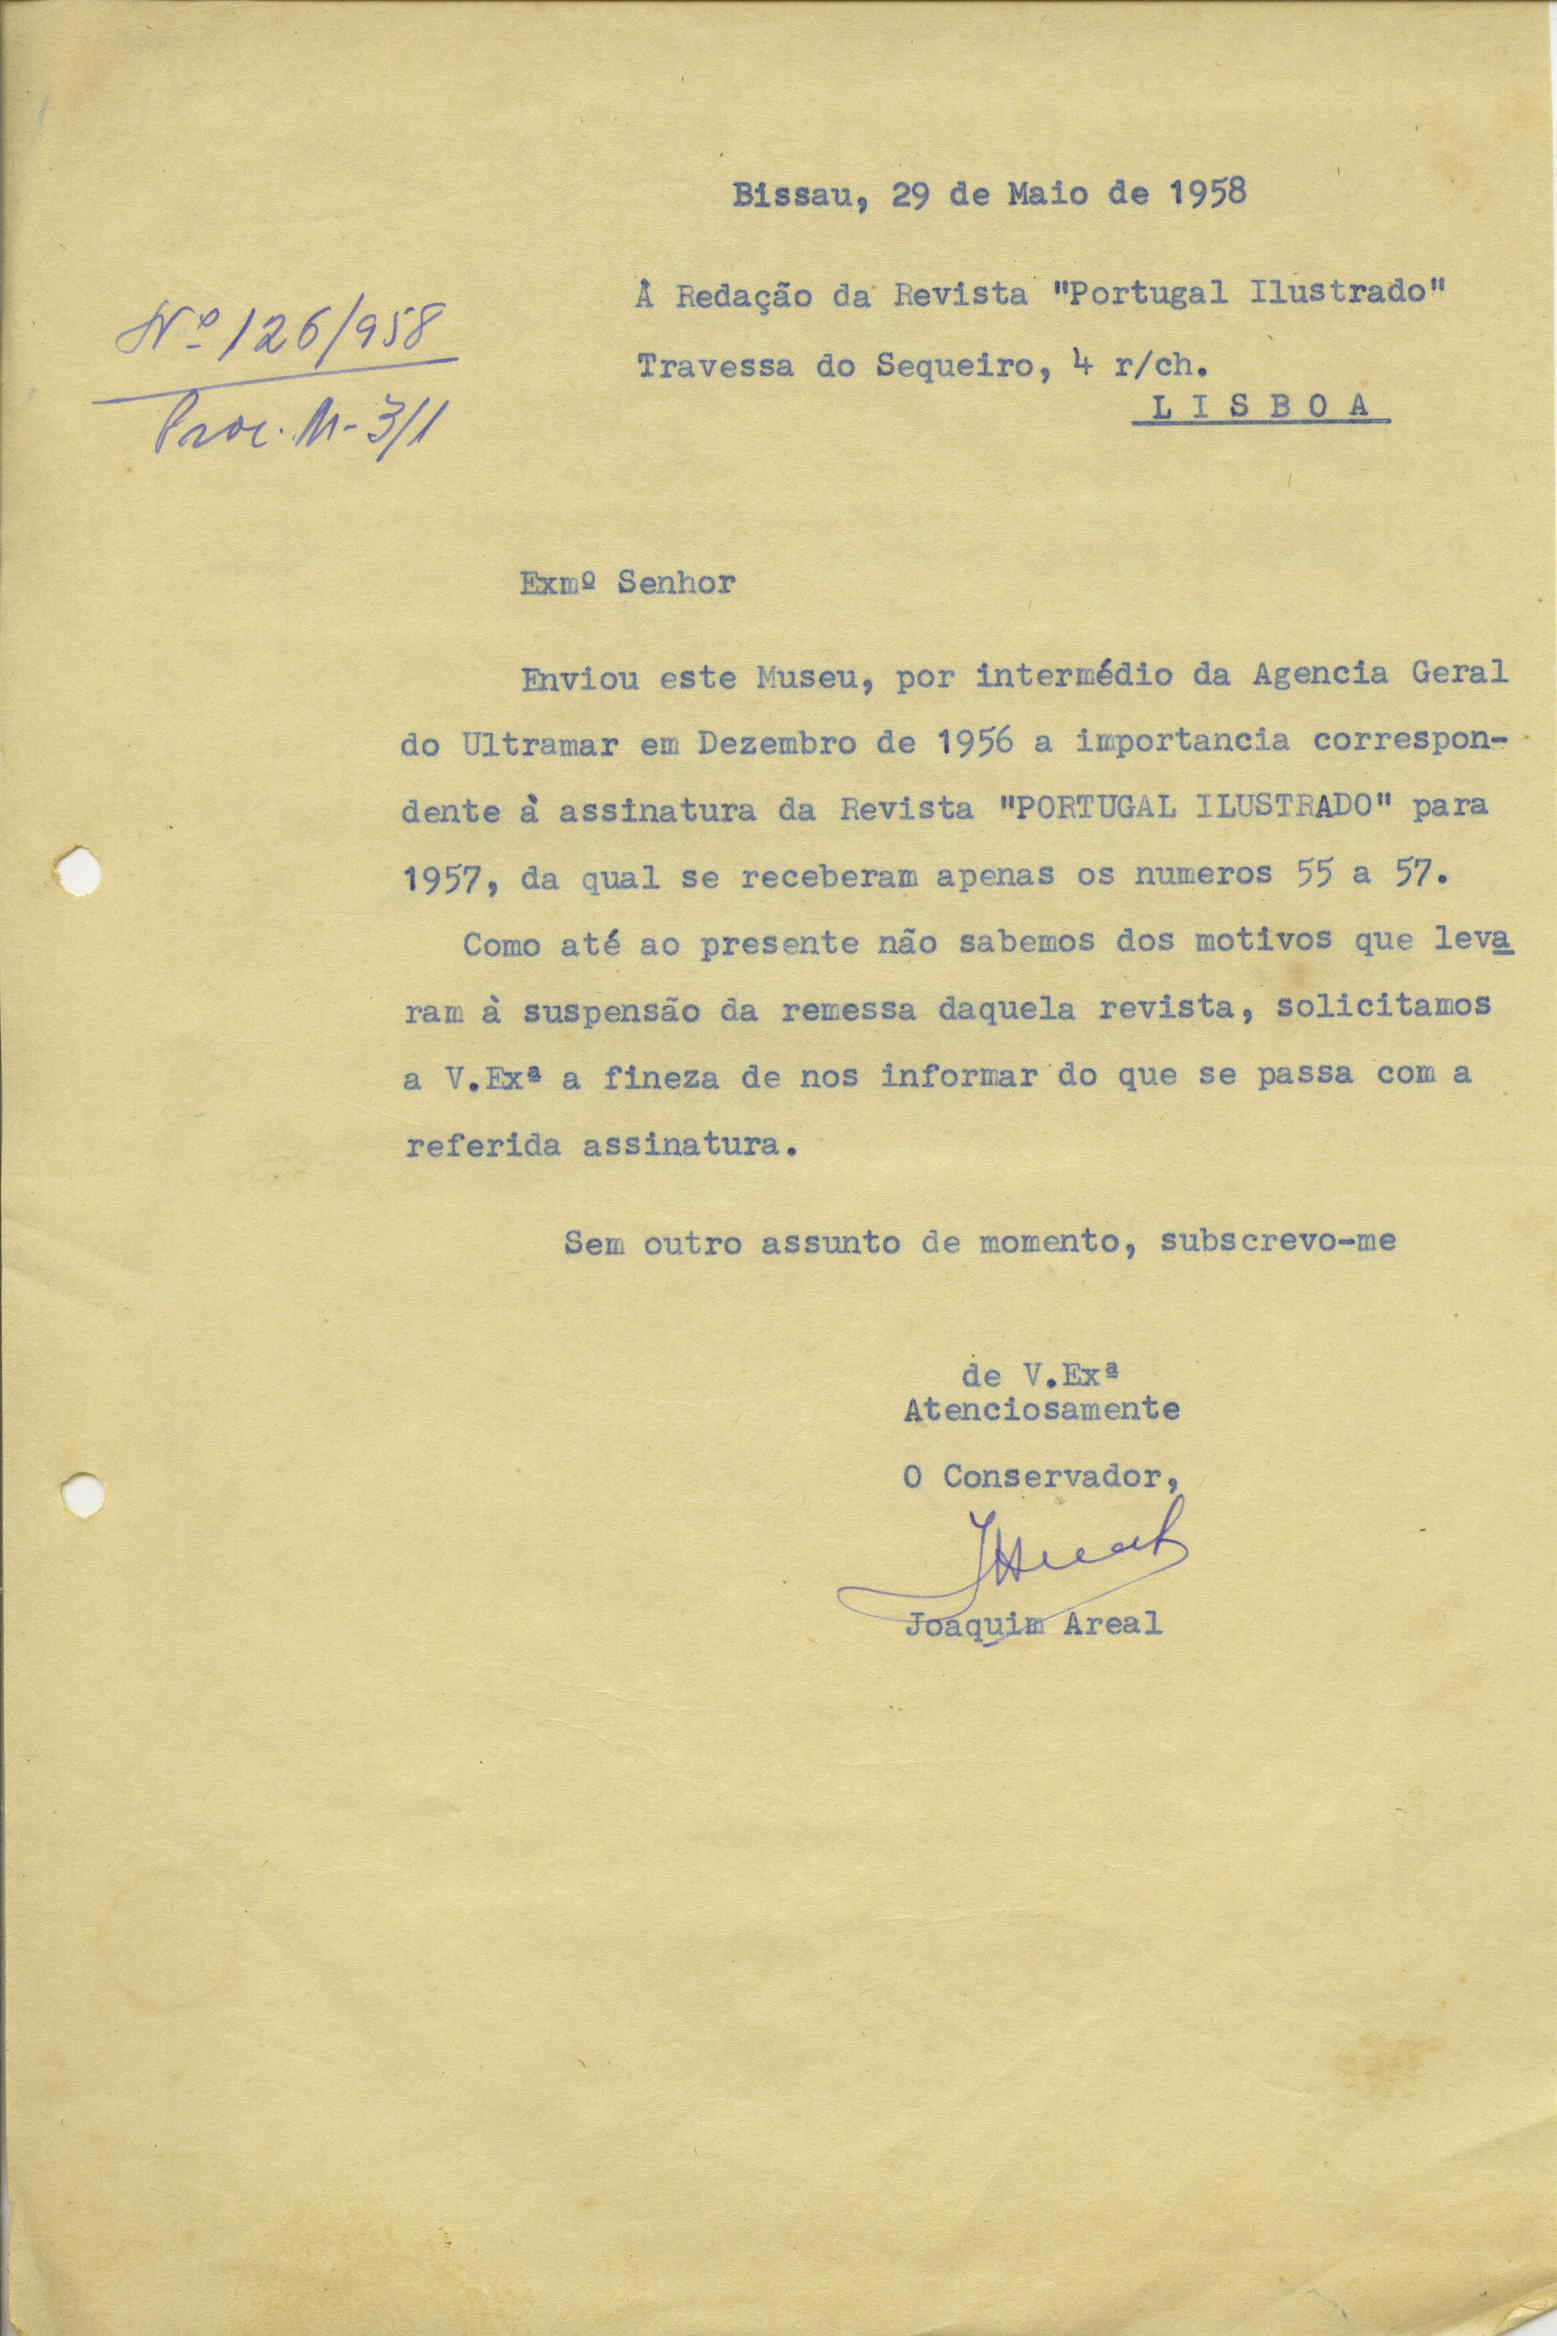 Bissau, 29 de Maio de 1958
À Redação da Revista "Portugal Ilustrado"
Nº 126/958
Travessa do Sequeiro, 4 r/ch.
L I S B O A
Proc. M-3/1
Exmº Senhor
Enviou este Museu, por intermédio da Agencia Geral
do Ultramar em Dezembro de 1956 a importancia correspon-
dente à assinatura da Revista "PORTUGAL ILUSTRADO" para
1957, da qual se receberam apenas os numeros 55 a 57.
Como até ao presente não sabemos dos motivos que leva
ram à suspensão da remessa daquela revista, solicitamos
a V.Exª a fineza de nos informar do que se passa com a
referida assinatura.
Sem outro assunto de momento, subscrevo-me
de V.Exª
Atenciosamente
O Conservador,
JAreal
Joaquim Areal